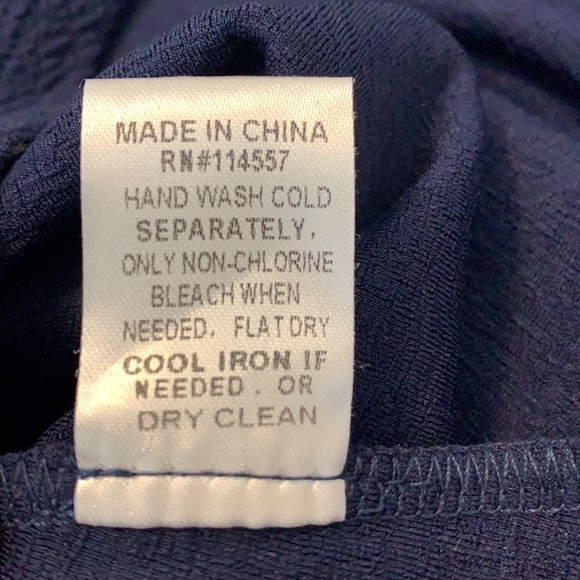 MADE IN CHINA
RN#114557
HAND WASH COLD
SEPARATELY,
ONLY NON-CHLORINE
BLEACH WHEN
NEEDED. FLAT DRY
COOL IRON IF
NEEDED. OR
DRY CLEAN